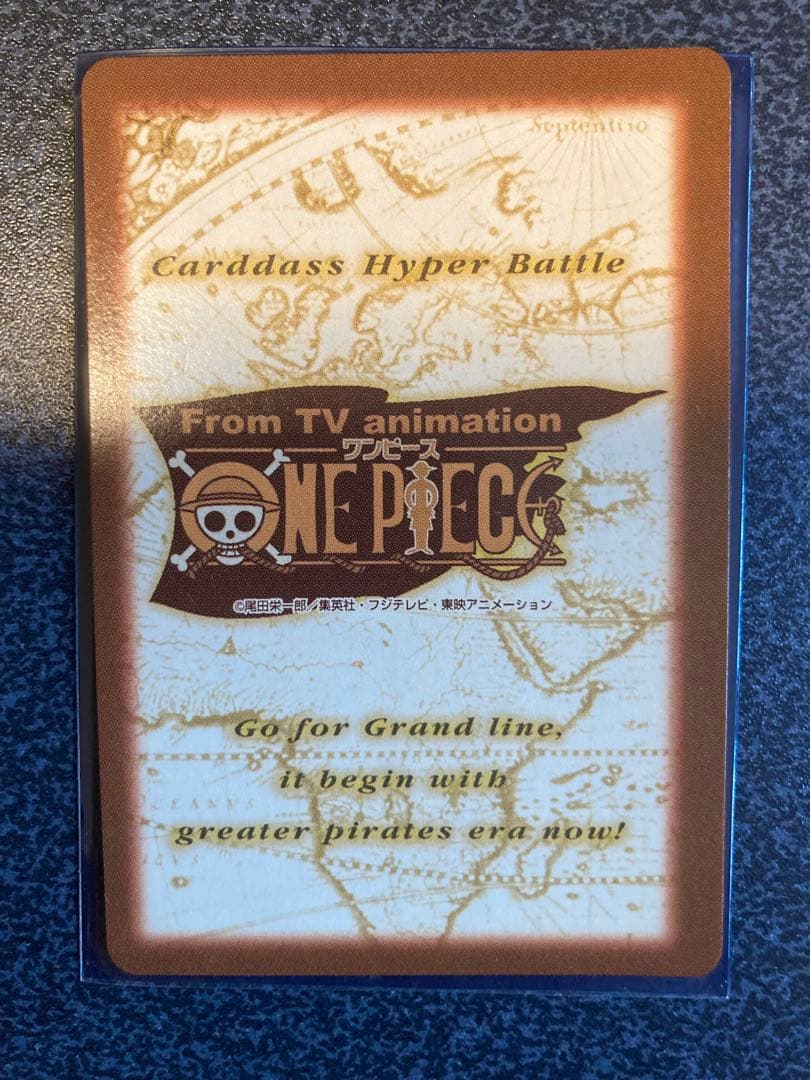 Septentrio
Carddass Hyper Battle
From TV animation
ワンピース
ONE PIECE
©尾田栄一郎／集英社・フジテレビ・東映アニメーション
Go for Grand line,
it begin with
greater pirates era now!